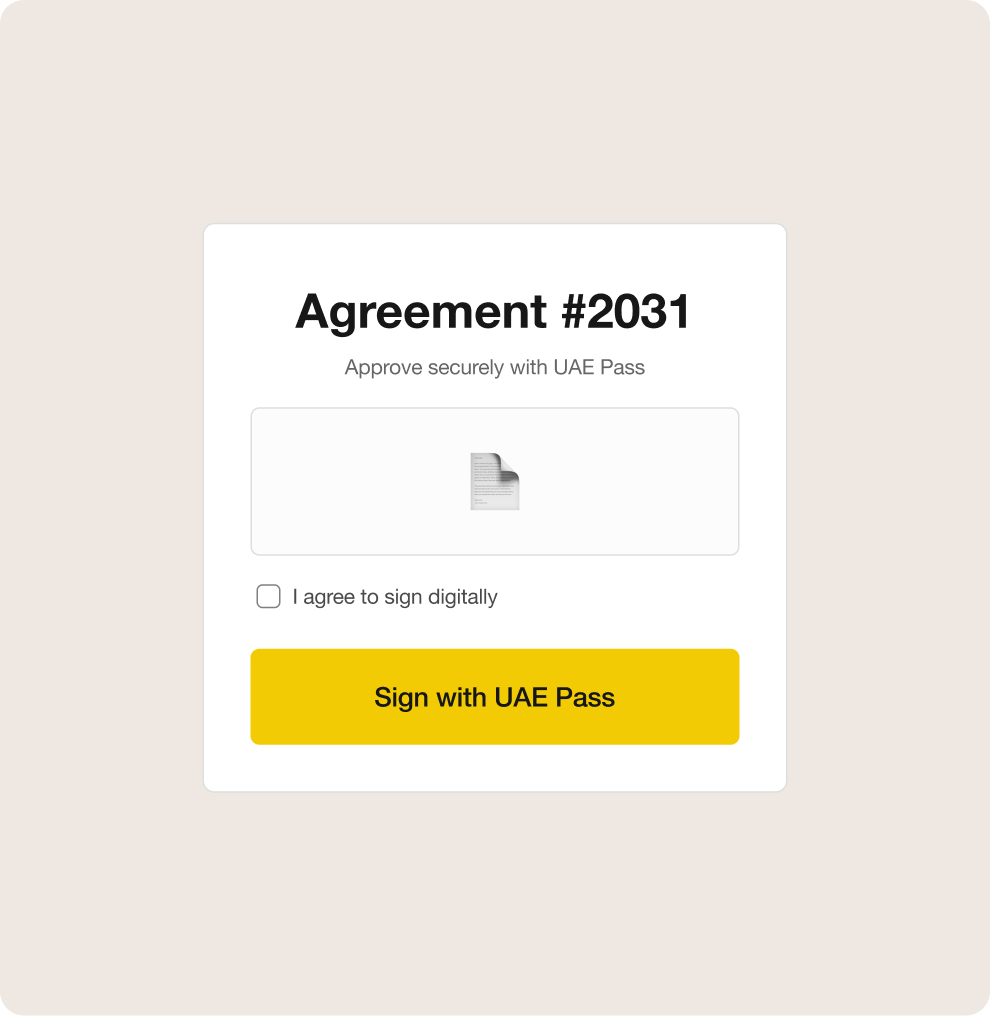 Agreement #2031
Approve securely with UAE Pass
I agree to sign digitally
Sign with UAE Pass